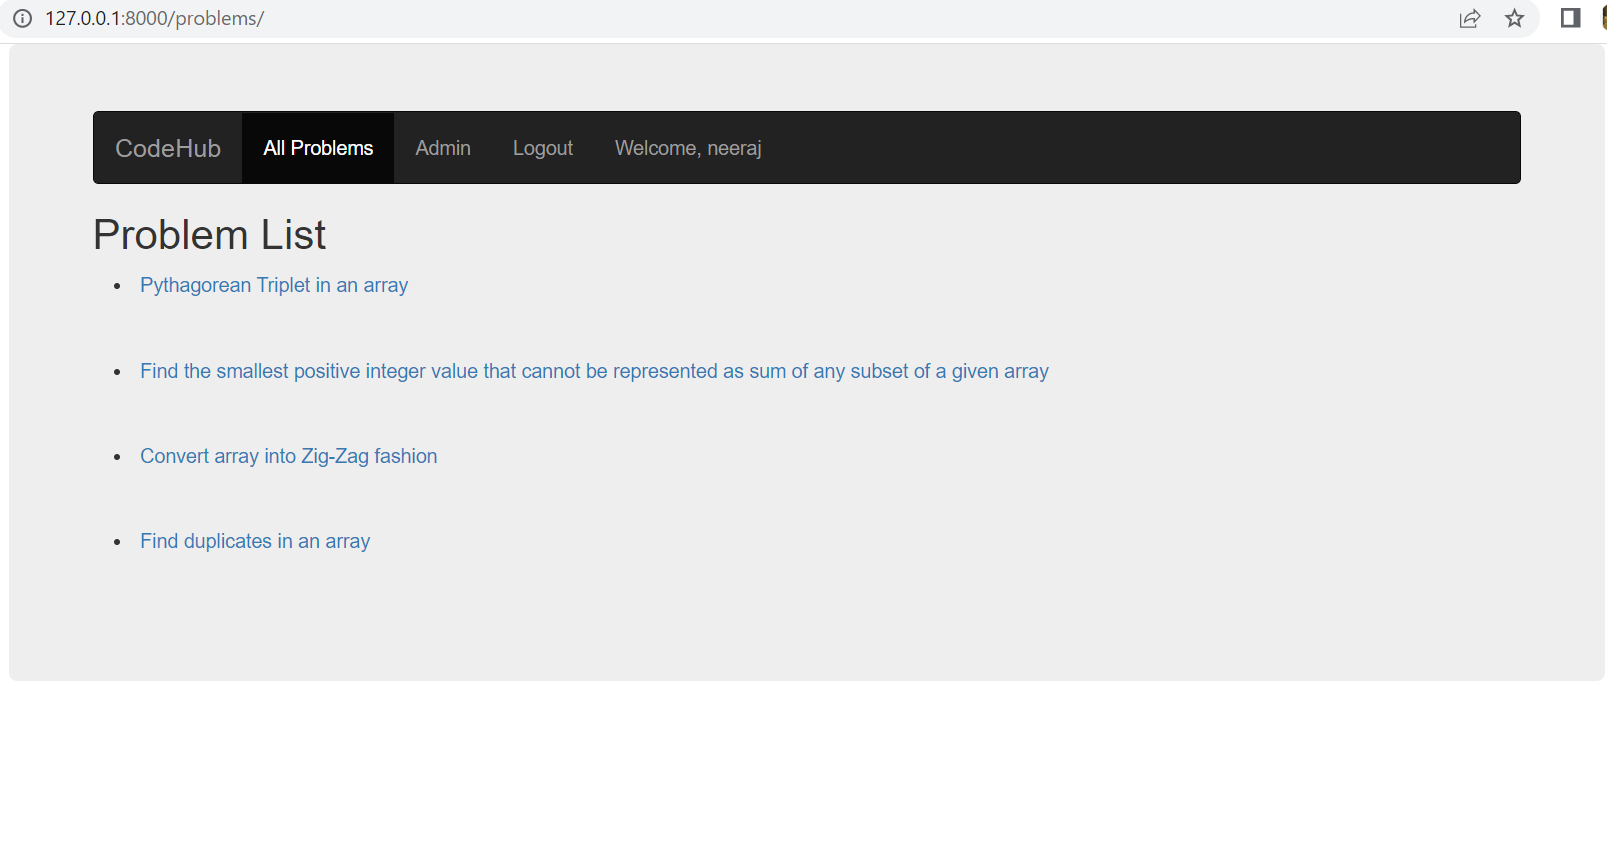 127.0.0.1:8000/problems/
CodeHub All Problems Admin Logout Welcome, neeraj
Problem List
Pythagorean Triplet in an array
Find the smallest positive integer value that cannot be represented as sum of any subset of a given array
Convert array into Zig-Zag fashion
Find duplicates in an array